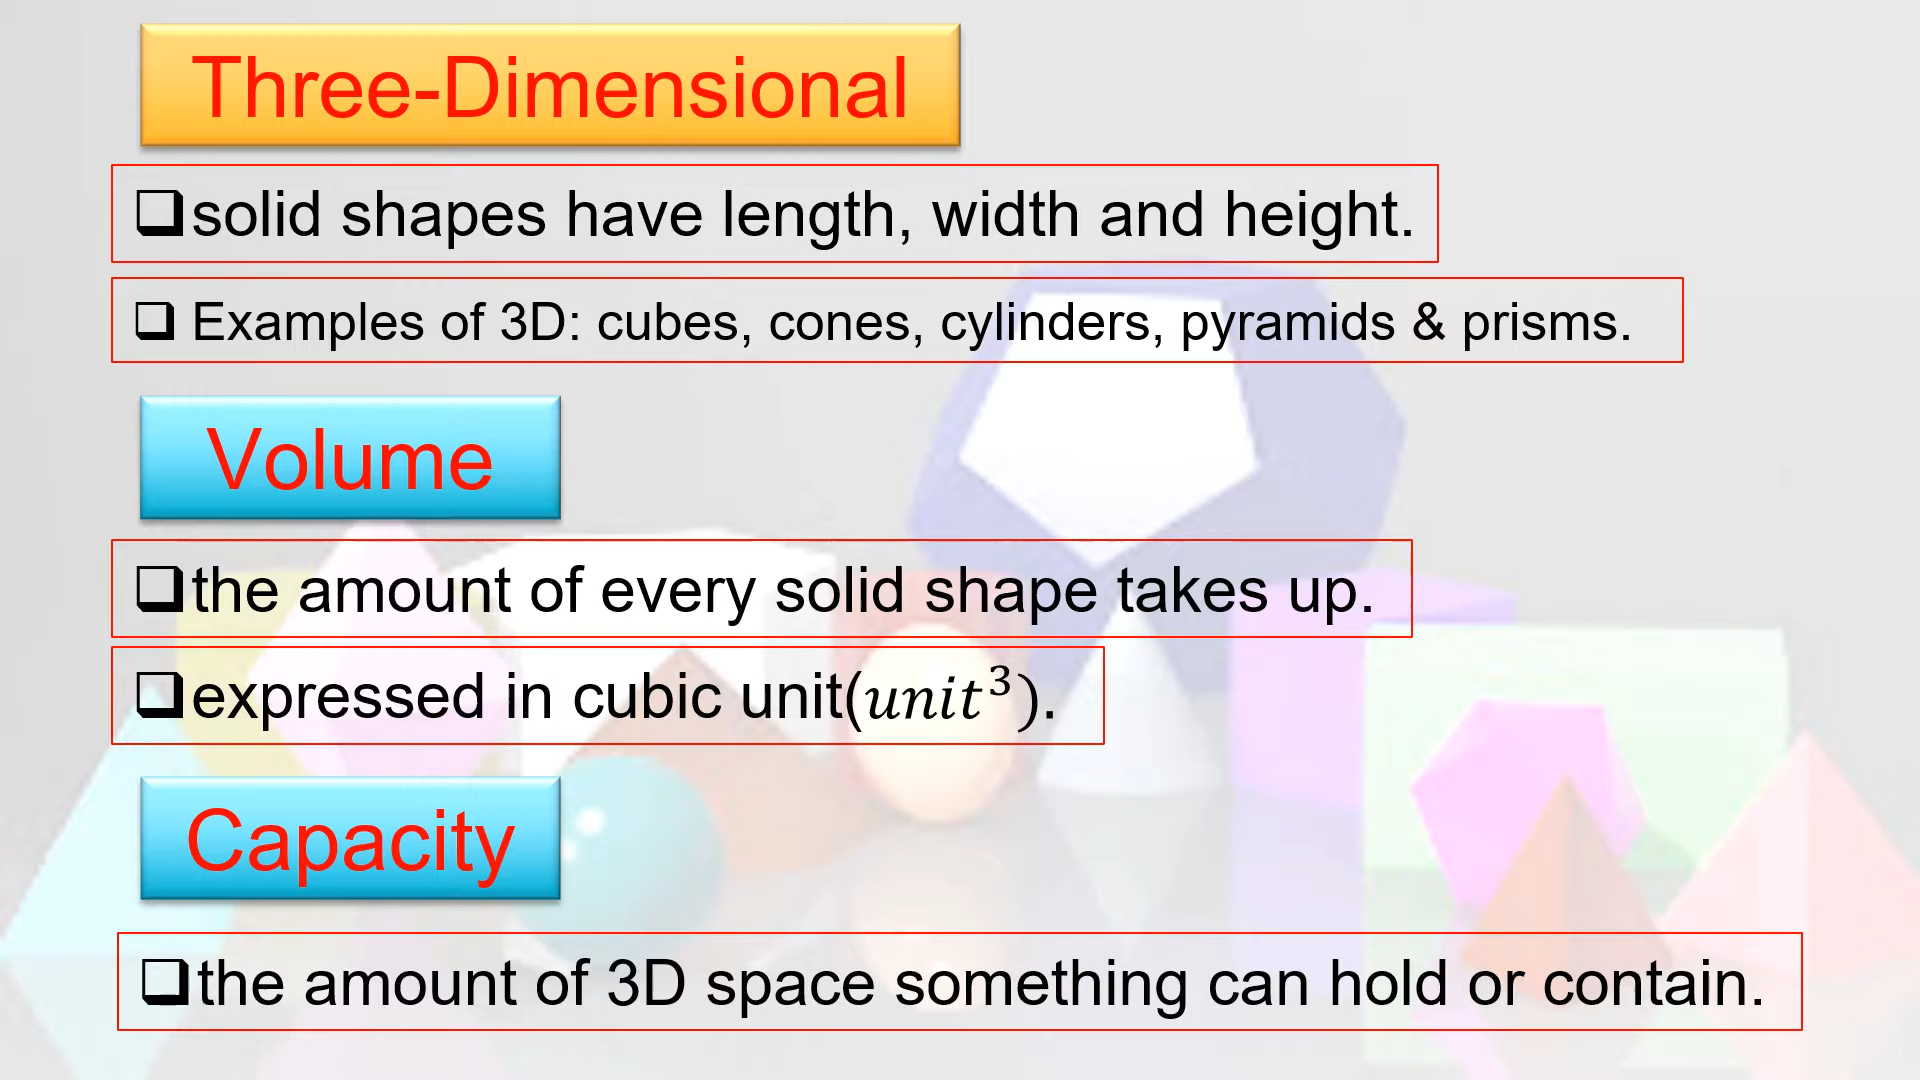 Three-Dimensional
❑solid shapes have length, width and height.
❑ Examples of 3D: cubes, cones, cylinders, pyramids & prisms.
Volume
❑the amount of every solid shape takes up.
❑expressed in cubic unit(𝑢𝑛𝑖𝑡³).
Capacity
❑the amount of 3D space something can hold or contain.